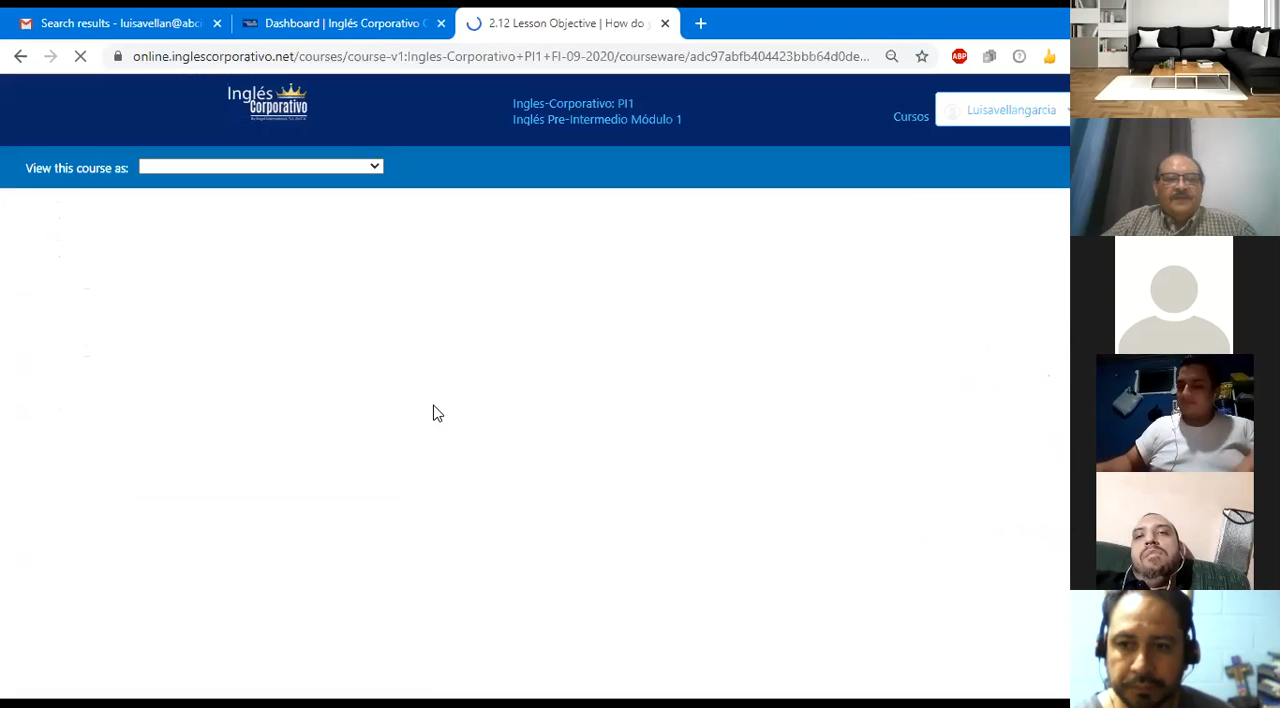 Search results - luisavellan@abc
Dashboard | Inglés Corporativo
2.12 Lesson Objective | How do
online.inglescorporativo.net/courses/course-v1:Ingles-Corporativo+PI1+FI-09-2020/courseware/adc97abfb404423bbb64d0de...
ABP
Inglés
Corporativo
Ingles-Corporativo: PI1
Inglés Pre-Intermedio Módulo 1
Cursos
Luisavellangarcia
View this course as: